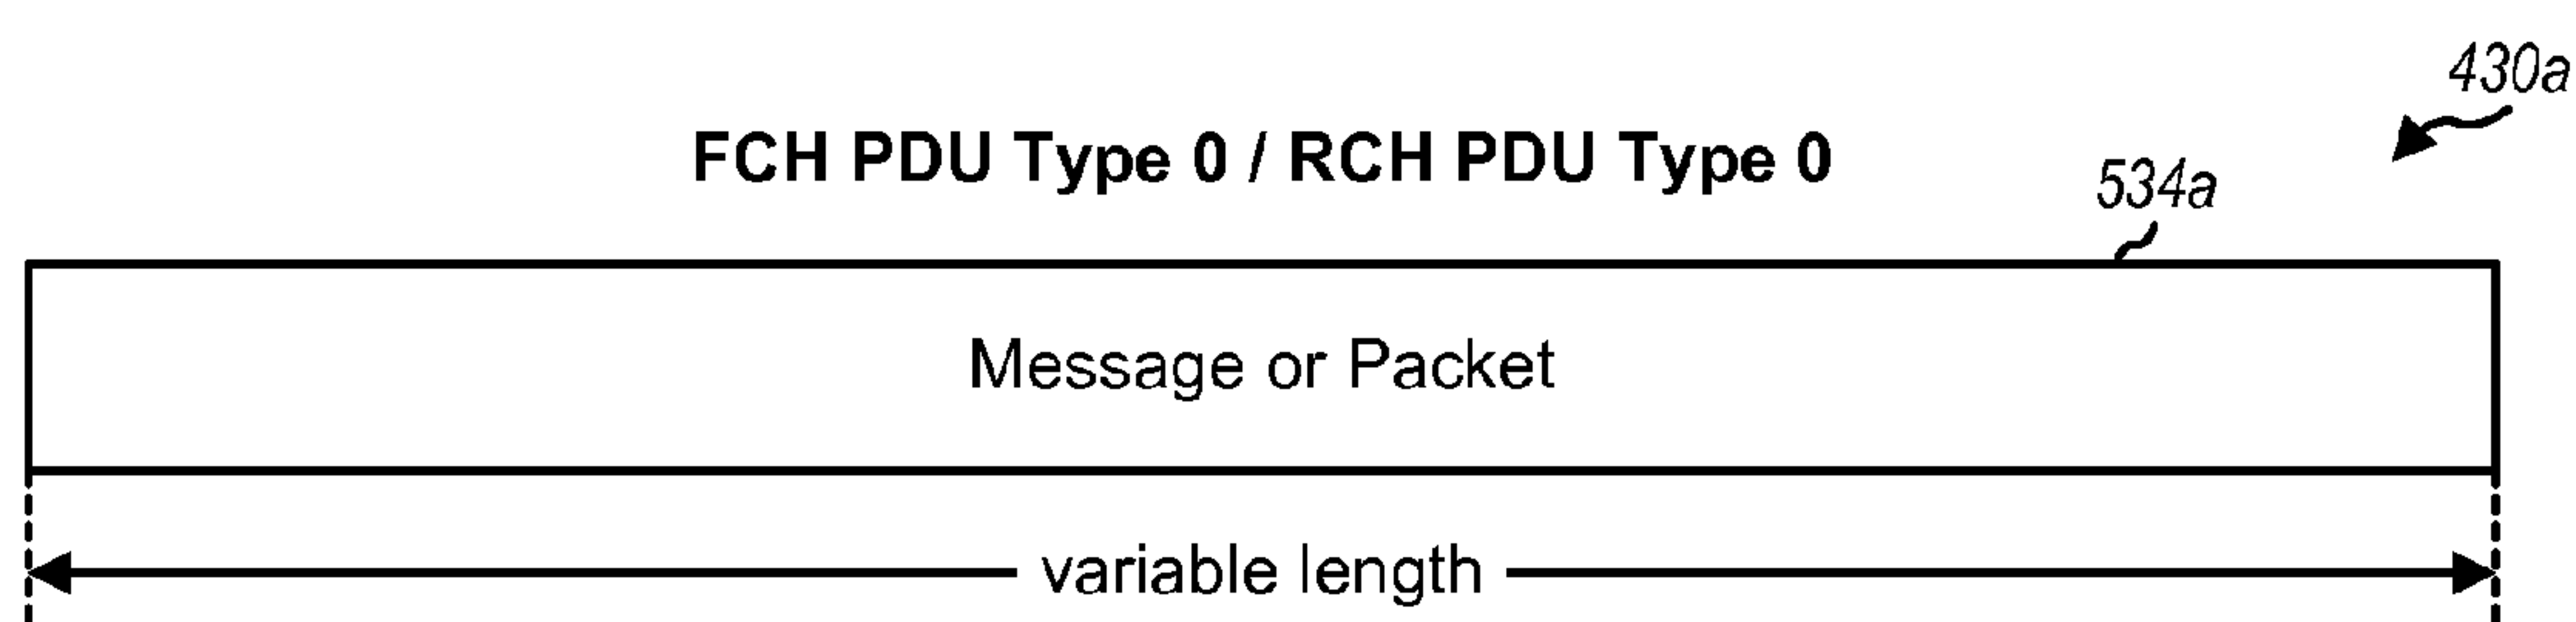 430a
FCH PDU Type 0 / RCH PDU Type 0
534a
Message or Packet
variable length